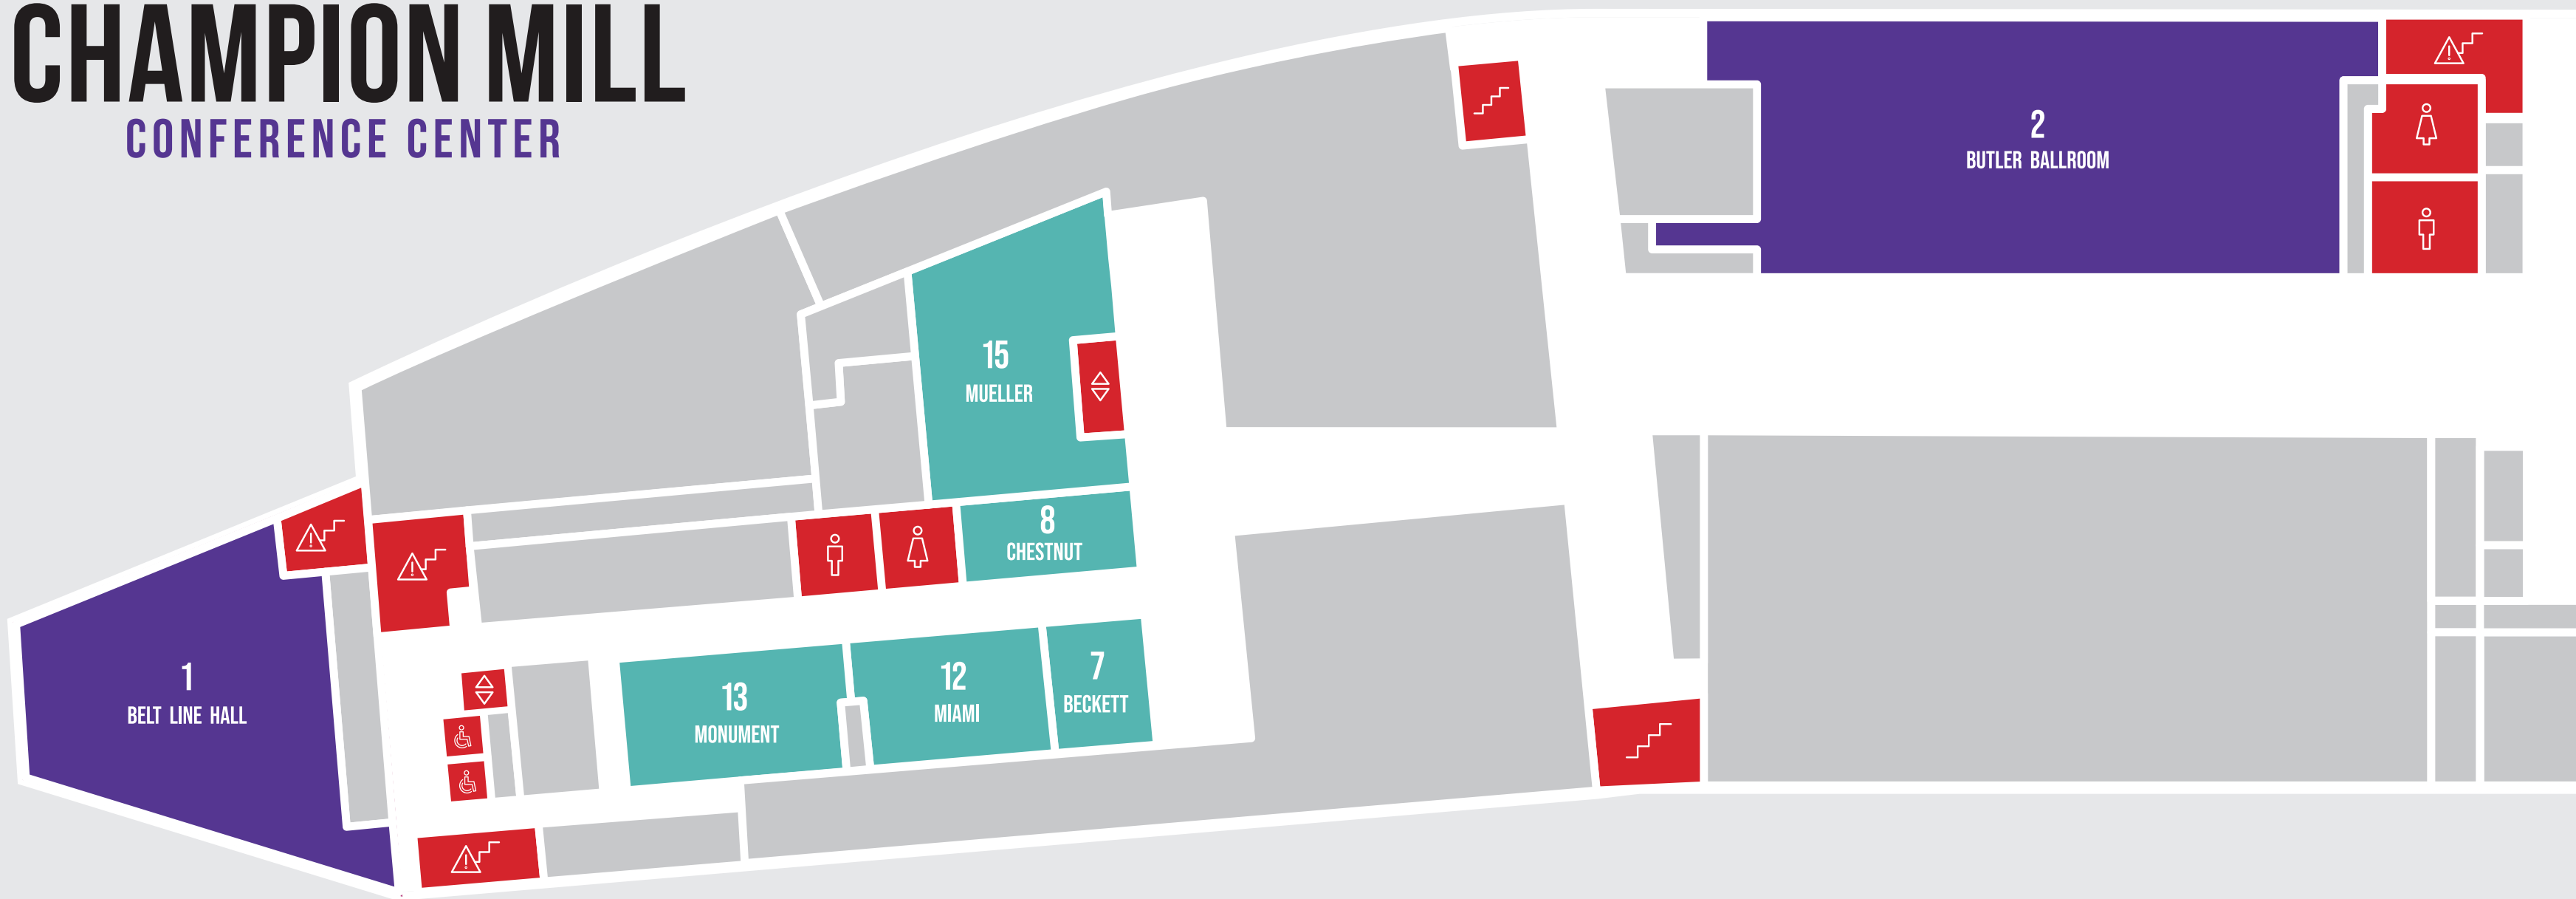 CHAMPION MILL
CONFERENCE CENTER
2
BUTLER BALLROOM
15
MUELLER
8
CHESTNUT
1
BELT LINE HALL
13
MONUMENT
12
MIAMI
7
BECKETT